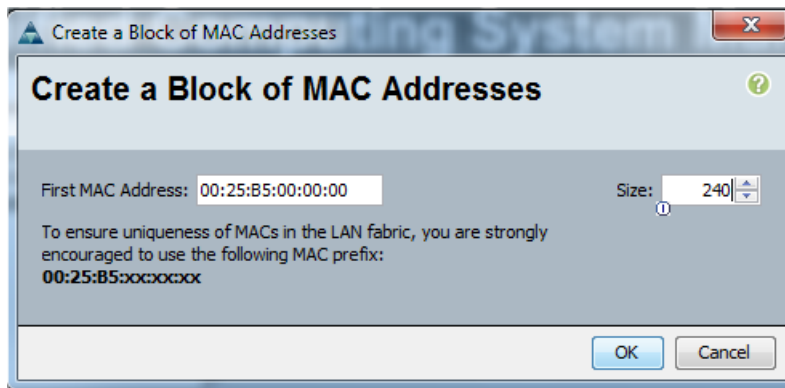 Create a Block of MAC Addresses
Create a Block of MAC Addresses
First MAC Address: 00:25:B5:00:00:00 Size: 240
To ensure uniqueness of MACs in the LAN fabric, you are strongly
encouraged to use the following MAC prefix:
00:25:B5:xx:xx:xx
OK Cancel